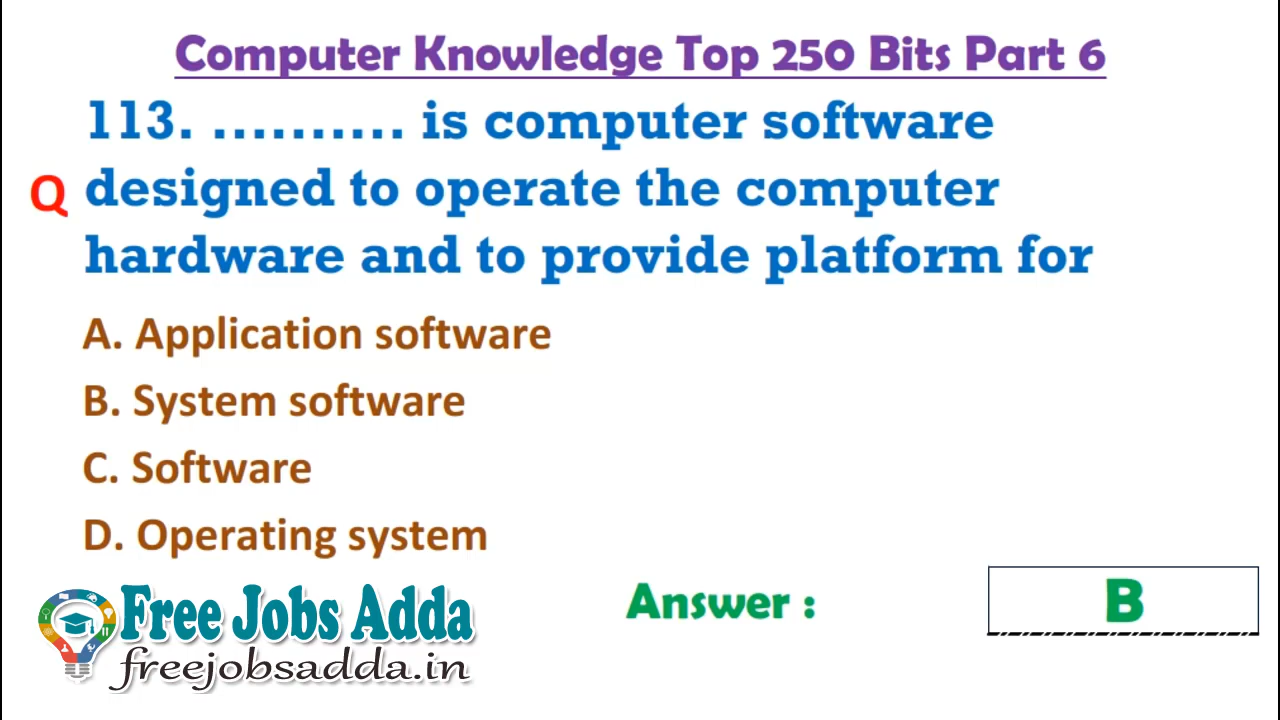 Computer Knowledge Top 250 Bits Part 6
113. .......... is computer software
Q designed to operate the computer
hardware and to provide platform for
A. Application software
B. System software
C. Software
D. Operating system
Free Jobs Adda
freejobsadda.in
Answer :
B